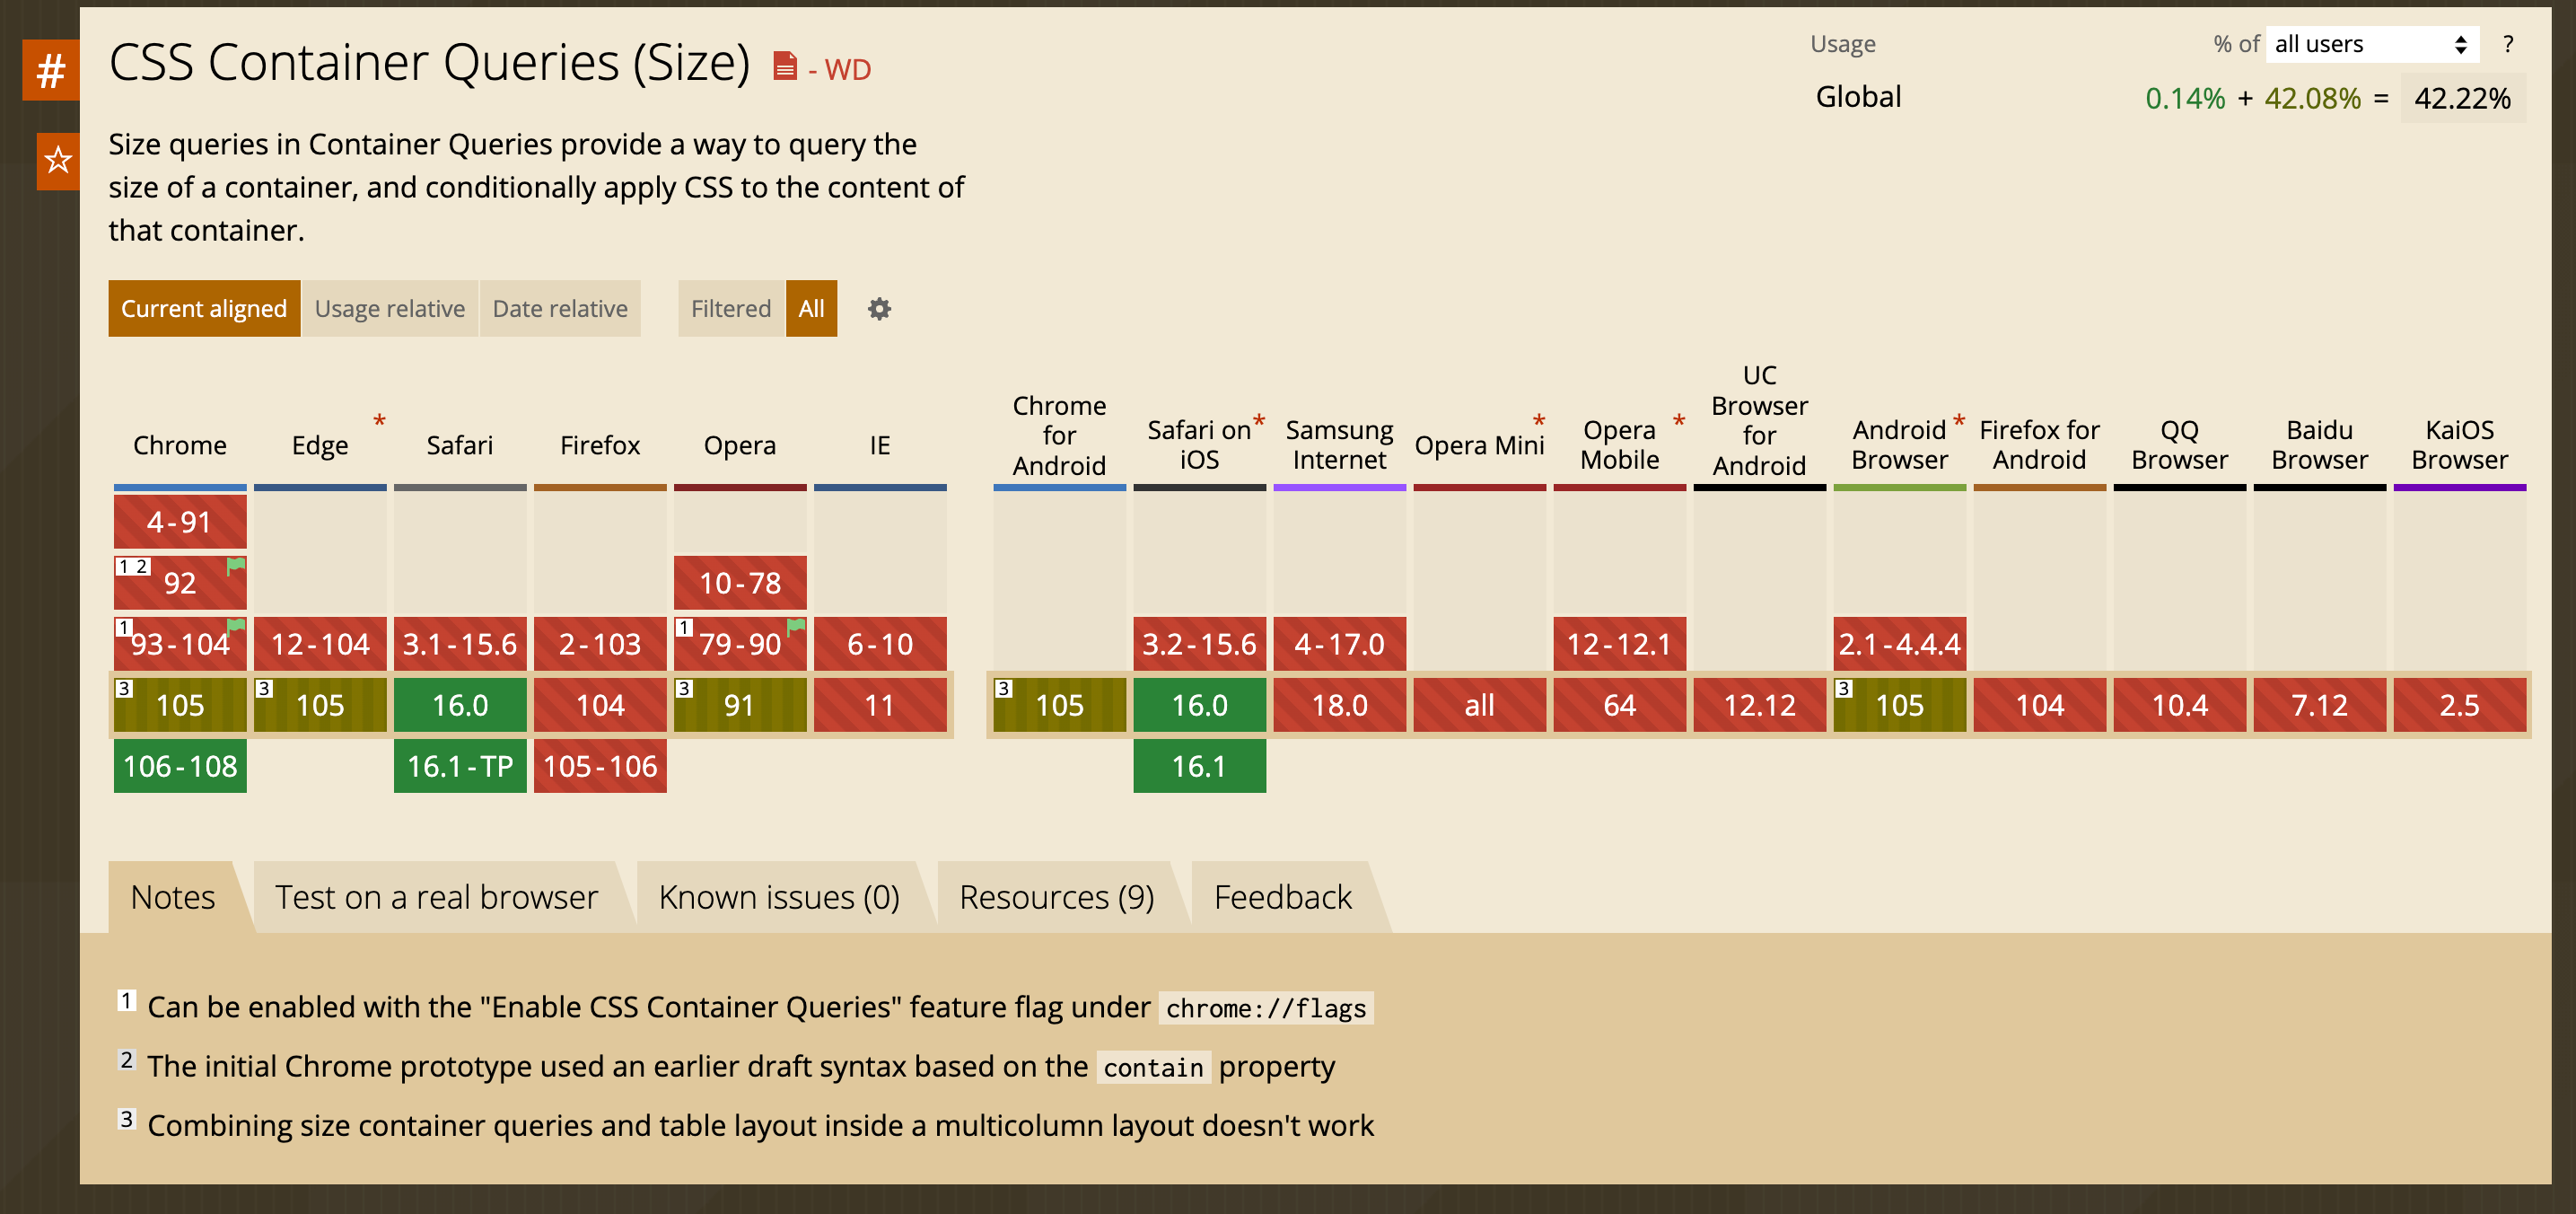 #
CSS Container Queries (Size) - WD
Usage % of all users ?
Global 0.14% + 42.08% = 42.22%
Size queries in Container Queries provide a way to query the
size of a container, and conditionally apply CSS to the content of
that container.
Current aligned Usage relative Date relative Filtered All
Chrome
Edge *
Safari
Firefox
Opera
IE
Chrome
for
Android
Safari on *
iOS
Samsung
Internet
Opera Mini *
Opera *
Mobile
UC
Browser
for
Android
Android *
Browser
Firefox for
Android
QQ
Browser
Baidu
Browser
KaiOS
Browser
4-91
1 2 92 10-78
1 93-104 12-104 3.1-15.6 2-103 1 79-90 6-10 3.2-15.6 4-17.0 12-12.1 2.1-4.4.4
3 105 3 105 16.0 104 3 91 11 3 105 16.0 18.0 all 64 12.12 3 105 104 10.4 7.12 2.5
106-108 16.1-TP 105-106 16.1
Notes Test on a real browser Known issues (0) Resources (9) Feedback
1 Can be enabled with the "Enable CSS Container Queries" feature flag under chrome://flags
2 The initial Chrome prototype used an earlier draft syntax based on the contain property
3 Combining size container queries and table layout inside a multicolumn layout doesn't work